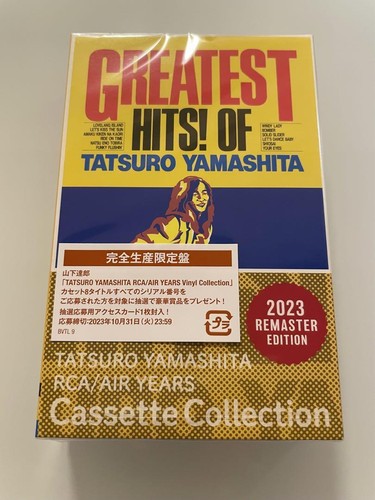 GREATEST
HITS! OF
TATSURO YAMASHITA
LOVELAND, ISLAND
LET'S KISS THE SUN
AMAKU KIKEN NA KAORI
RIDE ON TIME
NATSU ENO TOBIRA
FUNKY FLUSHIN'
WINDY LADY
BOMBER
SOLID SLIDER
LET'S DANCE BABY
SHIOSAI
YOUR EYES
完全生産限定盤
山下達郎
「TATSURO YAMASHITA RCA/AIR YEARS Vinyl Collection」
カセット8タイトルすべてのシリアル番号を
ご応募された方を対象に抽選で豪華賞品をプレゼント!
抽選応募用アクセスカード1枚封入!
応募締切:2023年10月31日(火)23:59
BVTL 9
プラ
2023
REMASTER
EDITION
TATSURO YAMASHITA
RCA/AIR YEARS
Cassette Collection